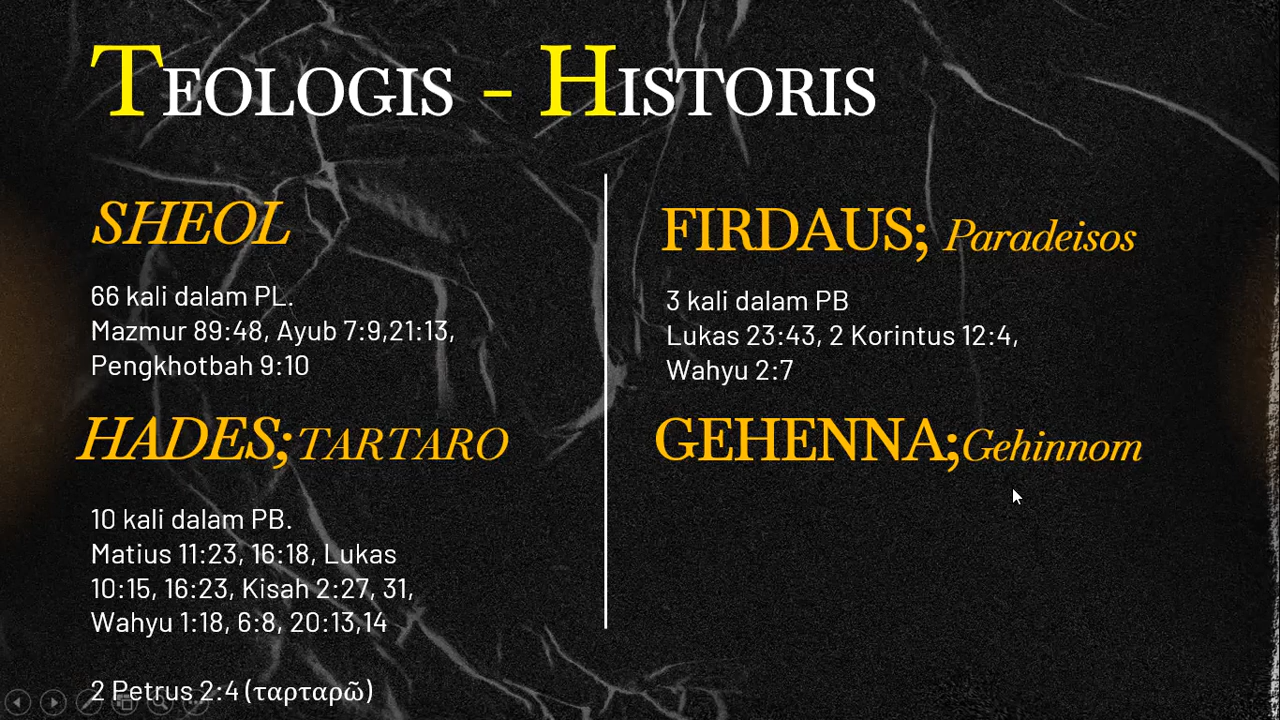 TEOLOGIS - HISTORIS
SHEOL
66 kali dalam PL.
Mazmur 89:48, Ayub 7:9,21:13,
Pengkhotbah 9:10
HADES; TARTARO
10 kali dalam PB.
Matius 11:23, 16:18, Lukas
10:15, 16:23, Kisah 2:27, 31,
Wahyu 1:18, 6:8, 20:13,14
2 Petrus 2:4 (ταρταρῶ)
FIRDAUS; Paradeisos
3 kali dalam PB
Lukas 23:43, 2 Korintus 12:4,
Wahyu 2:7
GEHENNA;Gehinnom